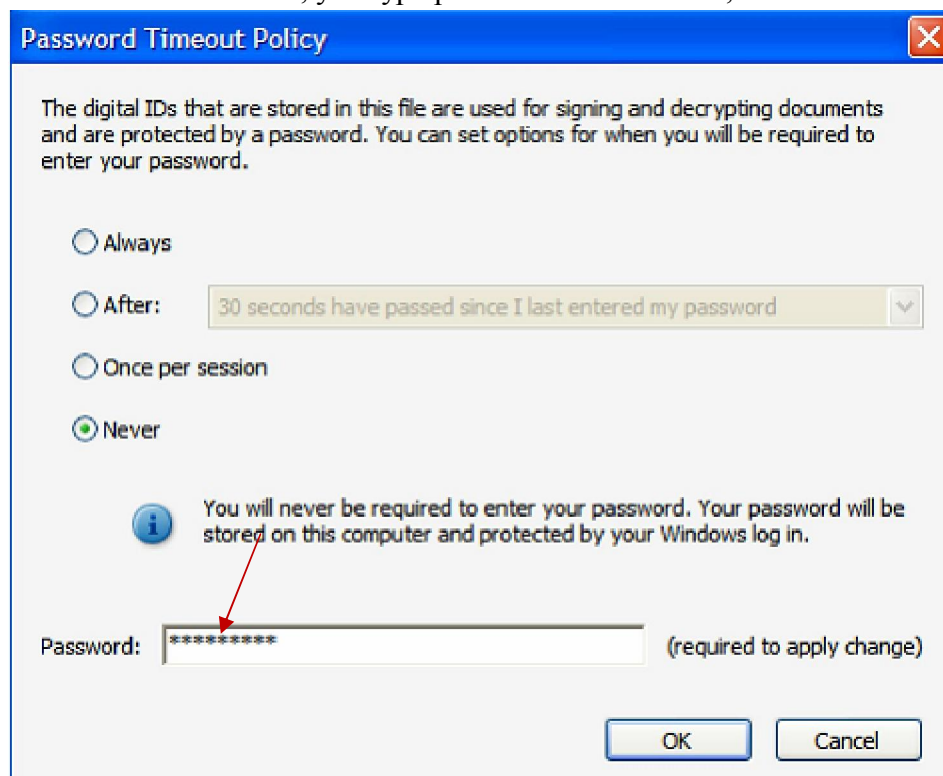 Password Timeout Policy
The digital IDs that are stored in this file are used for signing and decrypting documents
and are protected by a password. You can set options for when you will be required to
enter your password.
Always
After: 30 seconds have passed since I last entered my password
Once per session
Never
You will never be required to enter your password. Your password will be
stored on this computer and protected by your Windows log in.
Password: ********* (required to apply change)
OK Cancel